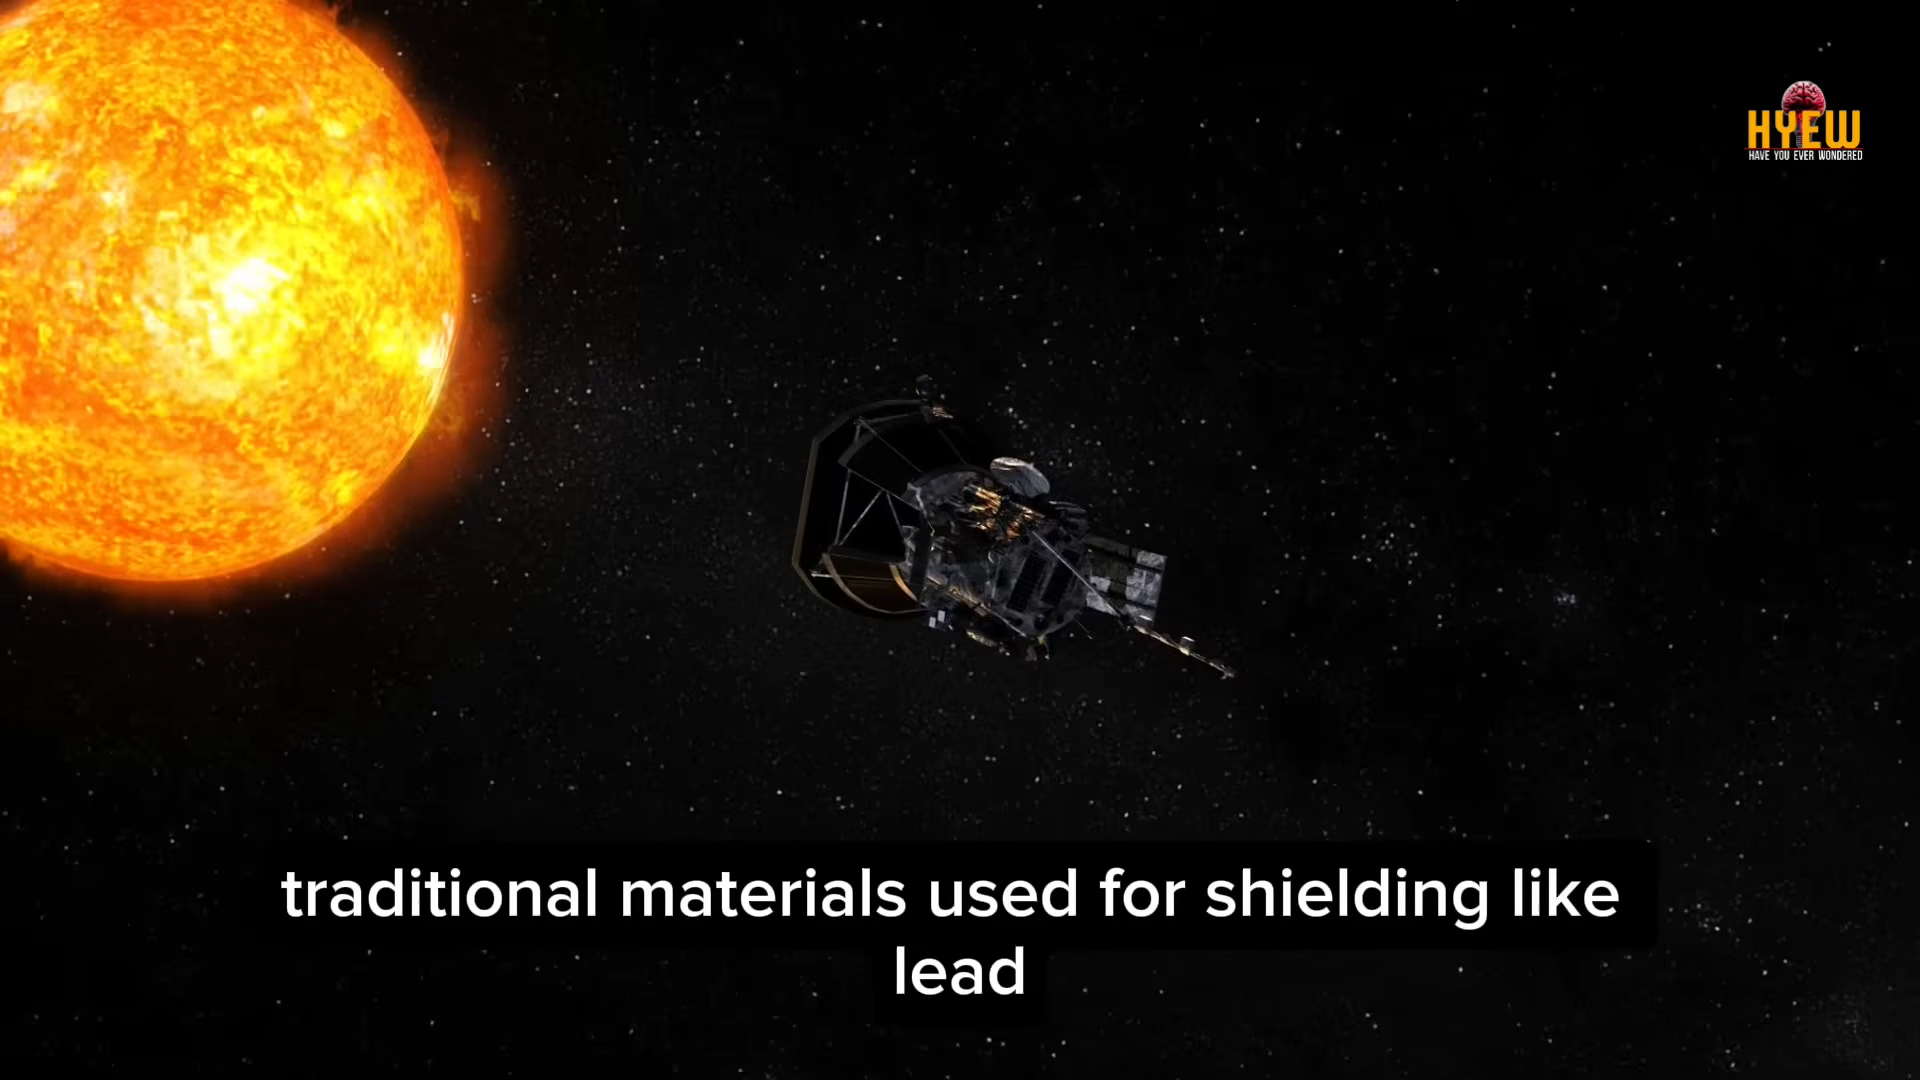 HYEW
HAVE YOU EVER WONDERED
traditional materials used for shielding like
lead